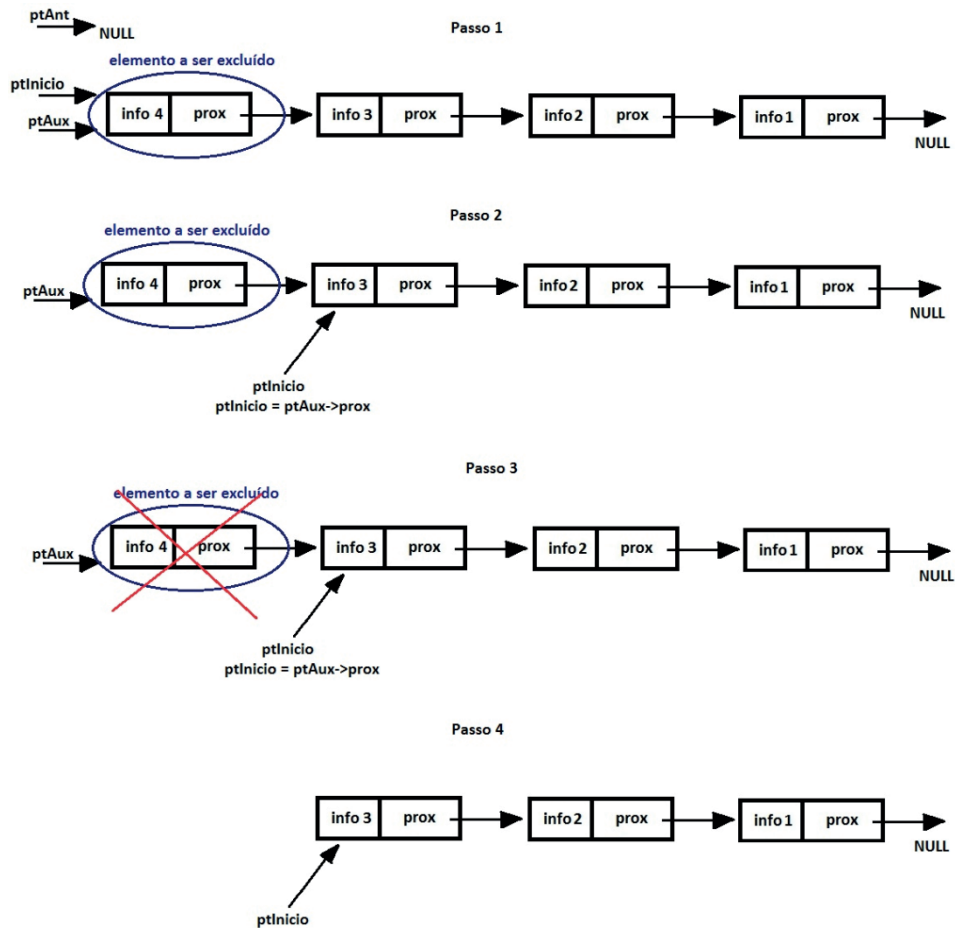 ptAnt
NULL
Passo 1
elemento a ser excluído
ptInicio
ptAux
info 4 prox info 3 prox info 2 prox info 1 prox
NULL
Passo 2
elemento a ser excluído
info 4 prox info 3 prox info 2 prox info 1 prox
ptAux
NULL
ptInicio
ptInicio = ptAux->prox
Passo 3
elemento a ser excluído
info 4 prox info 3 prox info 2 prox info 1 prox
ptAux
NULL
ptInicio
ptInicio = ptAux->prox
Passo 4
info 3 prox info 2 prox info 1 prox
NULL
ptInicio